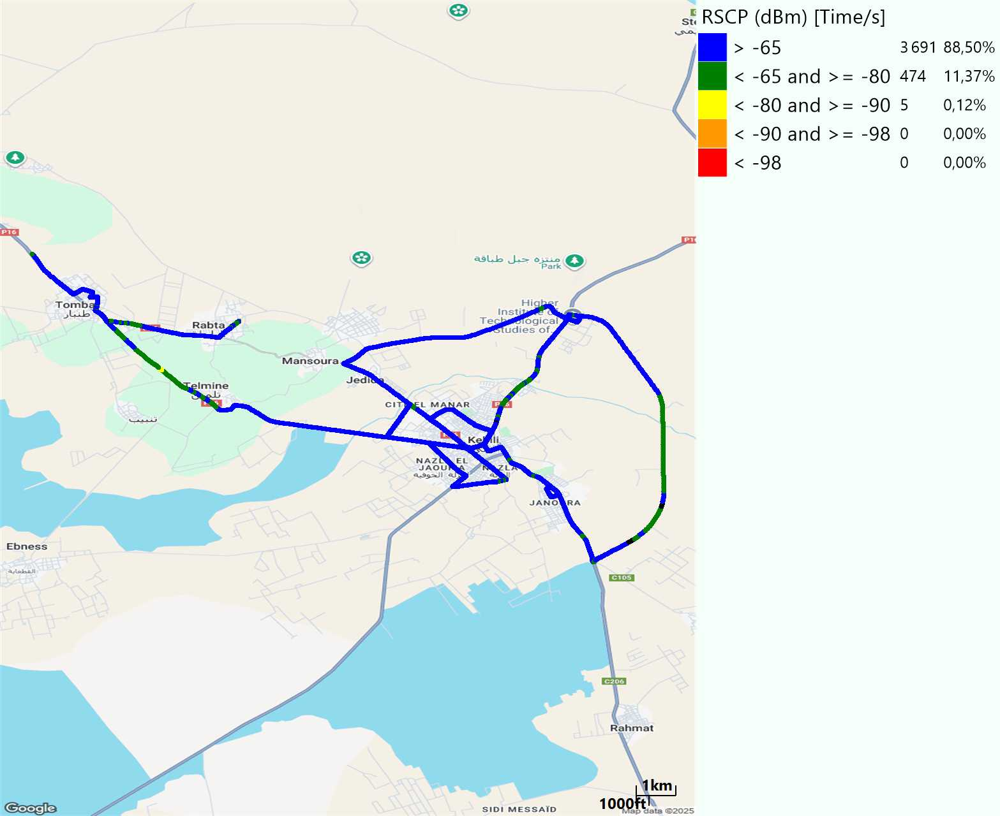 RSCP (dBm) [Time/s]
> -65 3 691 88,50%
< -65 and >= -80 474 11,37%
< -80 and >= -90 5 0,12%
< -90 and >= -98 0 0,00%
< -98 0 0,00%
P16
منتزه جبل طباقة
Park
Higher
Institute of
Technological
Studies of...
Tomba
طنبار
Rabta
Mansoura
Jedida
Telmine
تلمين
تنبيب
CITE EL MANAR
Kebili
NAZLET EL
JAOUFIA
نزلة الجوفية
NAZLA
JANOURA
Ebness
القطعاية
C105
C206
Rahmat
SIDI MESSAÏD
1km
1000ft
Google
Map data ©2025